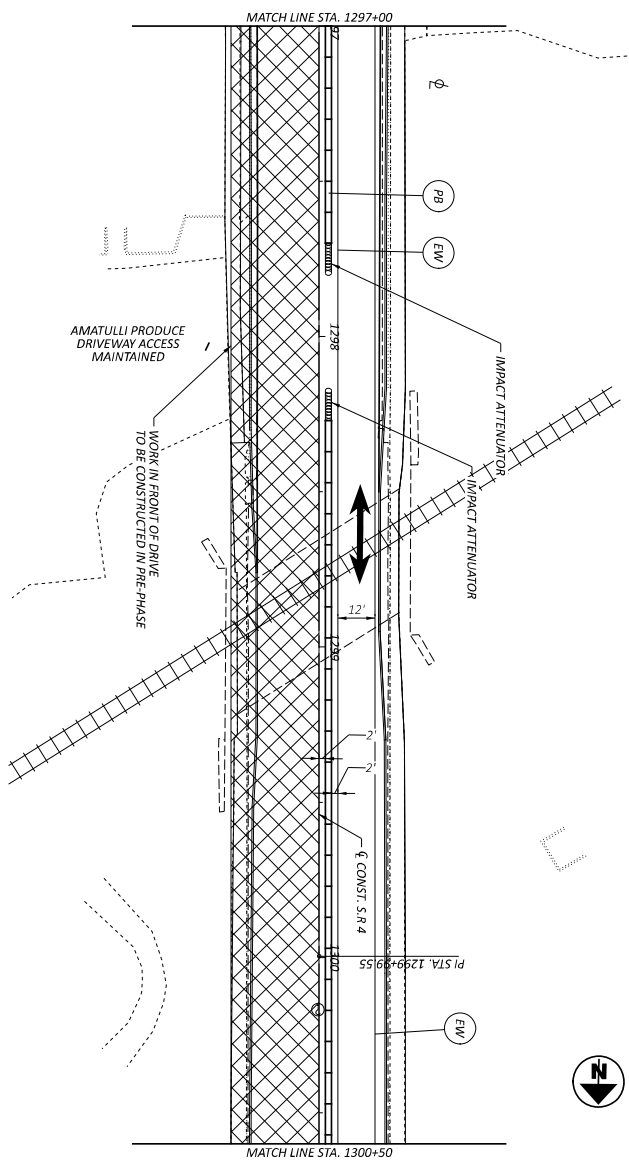 MATCH LINE STA. 1297+00
97
℄
PB
EW
1298
AMATULLI PRODUCE
DRIVEWAY ACCESS
MAINTAINED
IMPACT ATTENUATOR
WORK IN FRONT OF DRIVE
TO BE CONSTRUCTED IN PRE-PHASE
IMPACT ATTENUATOR
12'
1299
2'
2'
℄ CONST. S.R 4
1300
PI STA. 1299+99.55
EW
N
MATCH LINE STA. 1300+50